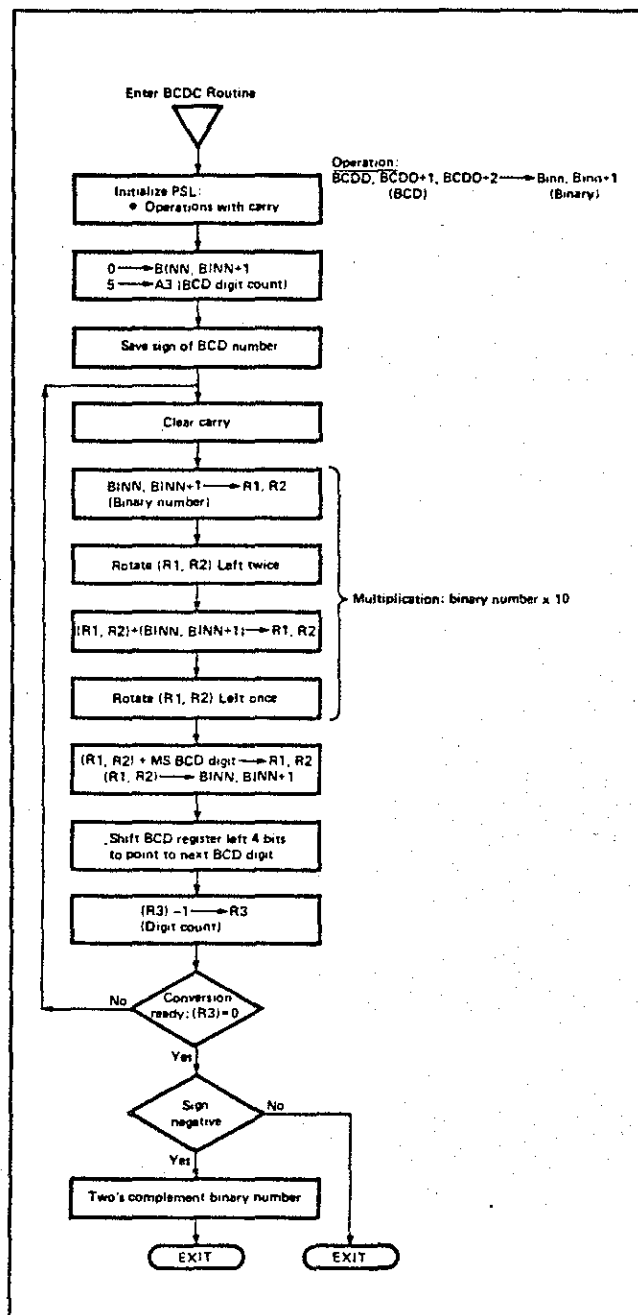 Enter BCDC Routine
Operation:
BCDD, BCDD+1, BCDD+2 → Binn, Binn+1
(BCD) (Binary)
Initialize PSL:
• Operations with carry
0 → BINN, BINN+1
5 → A3 (BCD digit count)
Save sign of BCD number
Clear carry
BINN, BINN+1 → R1, R2
(Binary number)
Rotate (R1, R2) Left twice
Multiplication: binary number x 10
(R1, R2)+(BINN, BINN+1) → R1, R2
Rotate (R1, R2) Left once
(R1, R2) + MS BCD digit → R1, R2
(R1, R2) → BINN, BINN+1
Shift BCD register left 4 bits
to point to next BCD digit
(R3) -1 → R3
(Digit count)
No
Conversion
ready: (R3)=0
Yes
Sign
negative
No
Yes
Two's complement binary number
EXIT
EXIT